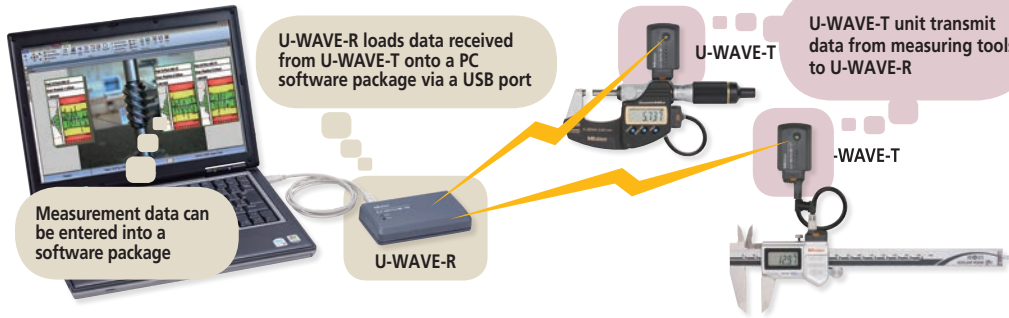 U-WAVE-R loads data received
from U-WAVE-T onto a PC
software package via a USB port
U-WAVE-T
U-WAVE-T unit transmit
data from measuring tools
to U-WAVE-R
-WAVE-T
Measurement data can
be entered into a
software package
U-WAVE-R
Mitutoyo